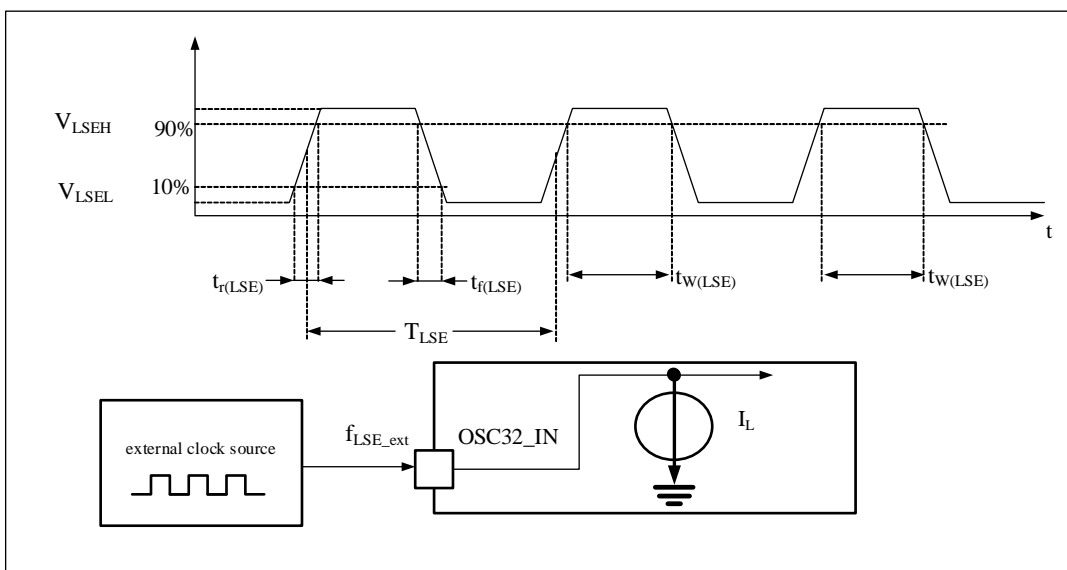 V_LSEH
90%
10%
V_LSEL
t
t_r(LSE)
t_f(LSE)
t_W(LSE)
t_W(LSE)
T_LSE
external clock source
f_LSE_ext
OSC32_IN
I_L